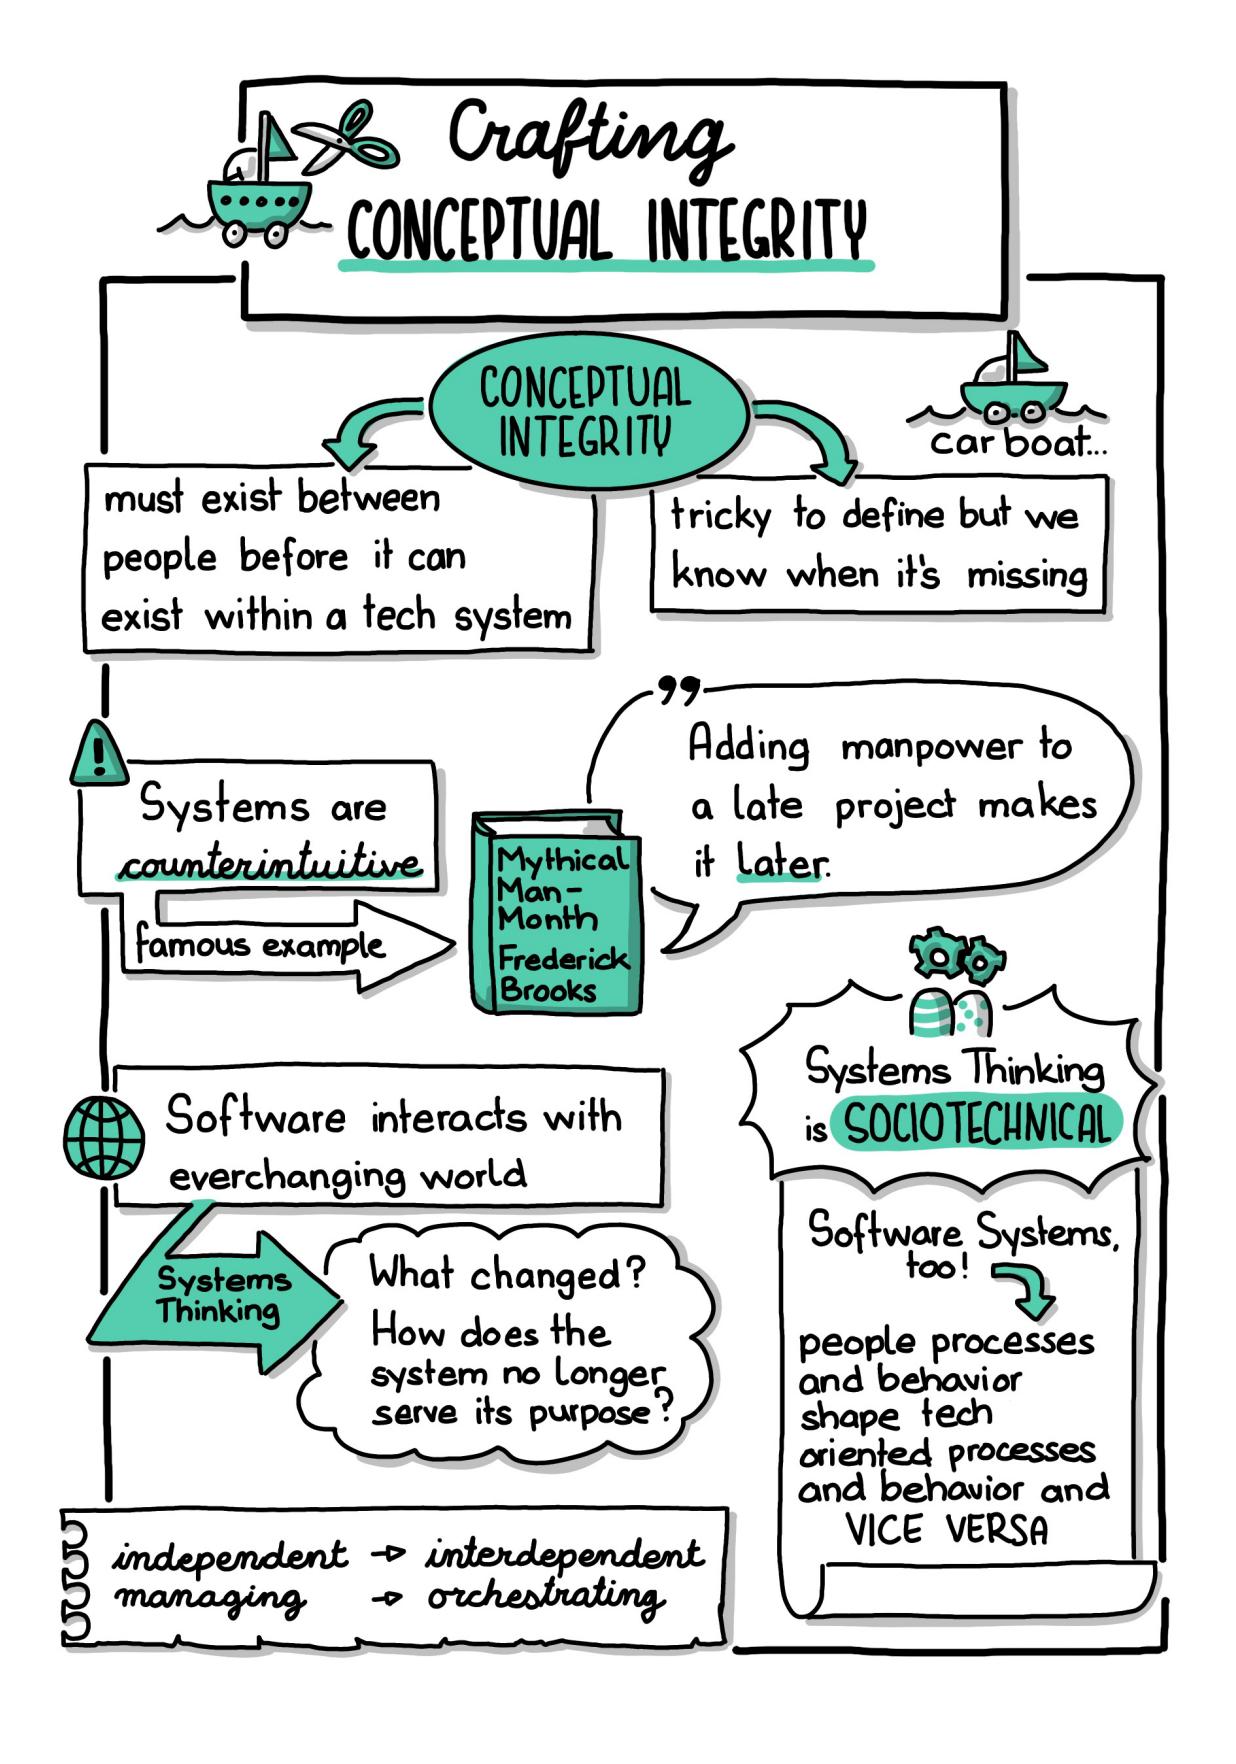 Crafting
CONCEPTUAL INTEGRITY
CONCEPTUAL
INTEGRITY
car boat...
must exist between
people before it can
exist within a tech system
tricky to define but we
know when it's missing
Systems are
counterintuitive
famous example
Mythical
Man-
Month
Frederick
Brooks
”
Adding manpower to
a late project makes
it later.
Systems Thinking
is SOCIOTECHNICAL
Software Systems,
too!
people processes
and behavior
shape tech
oriented processes
and behavior and
VICE VERSA
Software interacts with
everchanging world
Systems
Thinking
What changed?
How does the
system no longer
serve its purpose?
independent → interdependent
managing → orchestrating